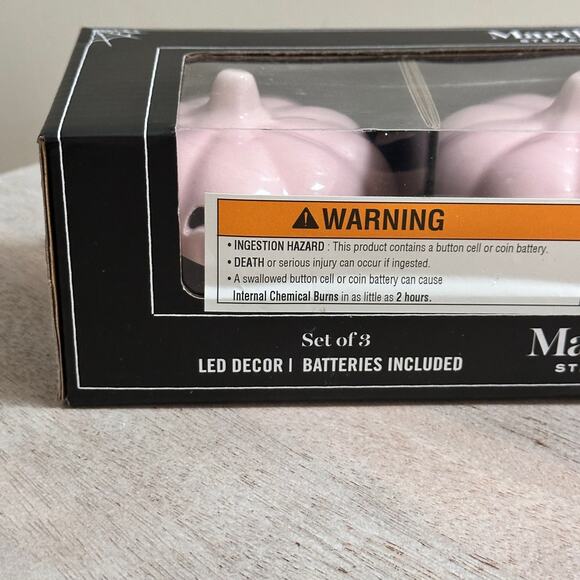 WARNING
• INGESTION HAZARD : This product contains a button cell or coin battery.
• DEATH or serious injury can occur if ingested.
• A swallowed button cell or coin battery can cause
Internal Chemical Burns in as little as 2 hours.
Set of 3
LED DECOR | BATTERIES INCLUDED
Ma
ST